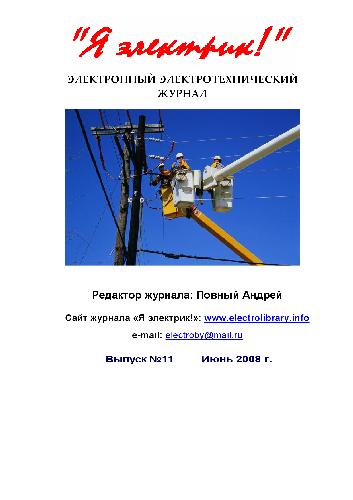 "Я электрик!"
ЭЛЕКТРОННЫЙ ЭЛЕКТРОТЕХНИЧЕСКИЙ
ЖУРНАЛ
Редактор журнала: Повный Андрей
Сайт журнала «Я электрик!»: www.electrolibrary.info
e-mail: electroby@mail.ru
Выпуск №11 Июнь 2008 г.